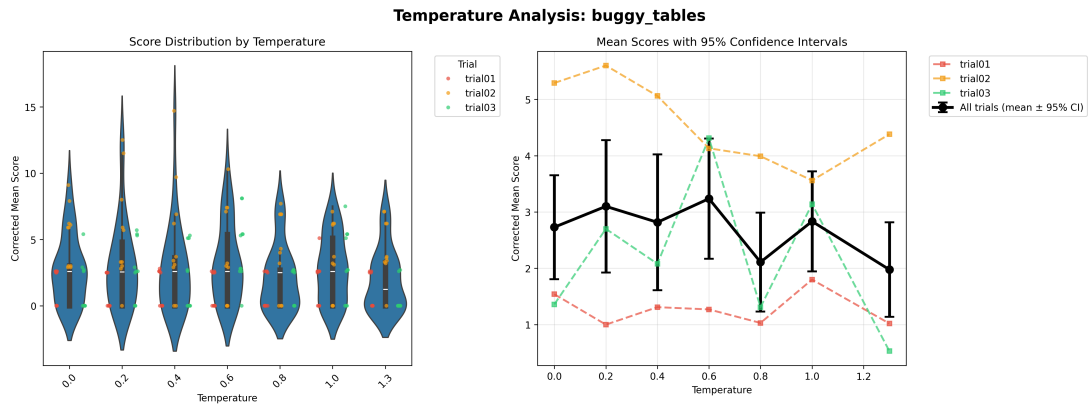 Temperature Analysis: buggy_tables
Score Distribution by Temperature
Corrected Mean Score
15
10
5
0
0.0 0.2 0.4 0.6 0.8 1.0 1.3
Temperature
Trial
trial01
trial02
trial03
Mean Scores with 95% Confidence Intervals
Corrected Mean Score
5
4
3
2
1
0.0 0.2 0.4 0.6 0.8 1.0 1.2
Temperature
trial01
trial02
trial03
All trials (mean ± 95% CI)